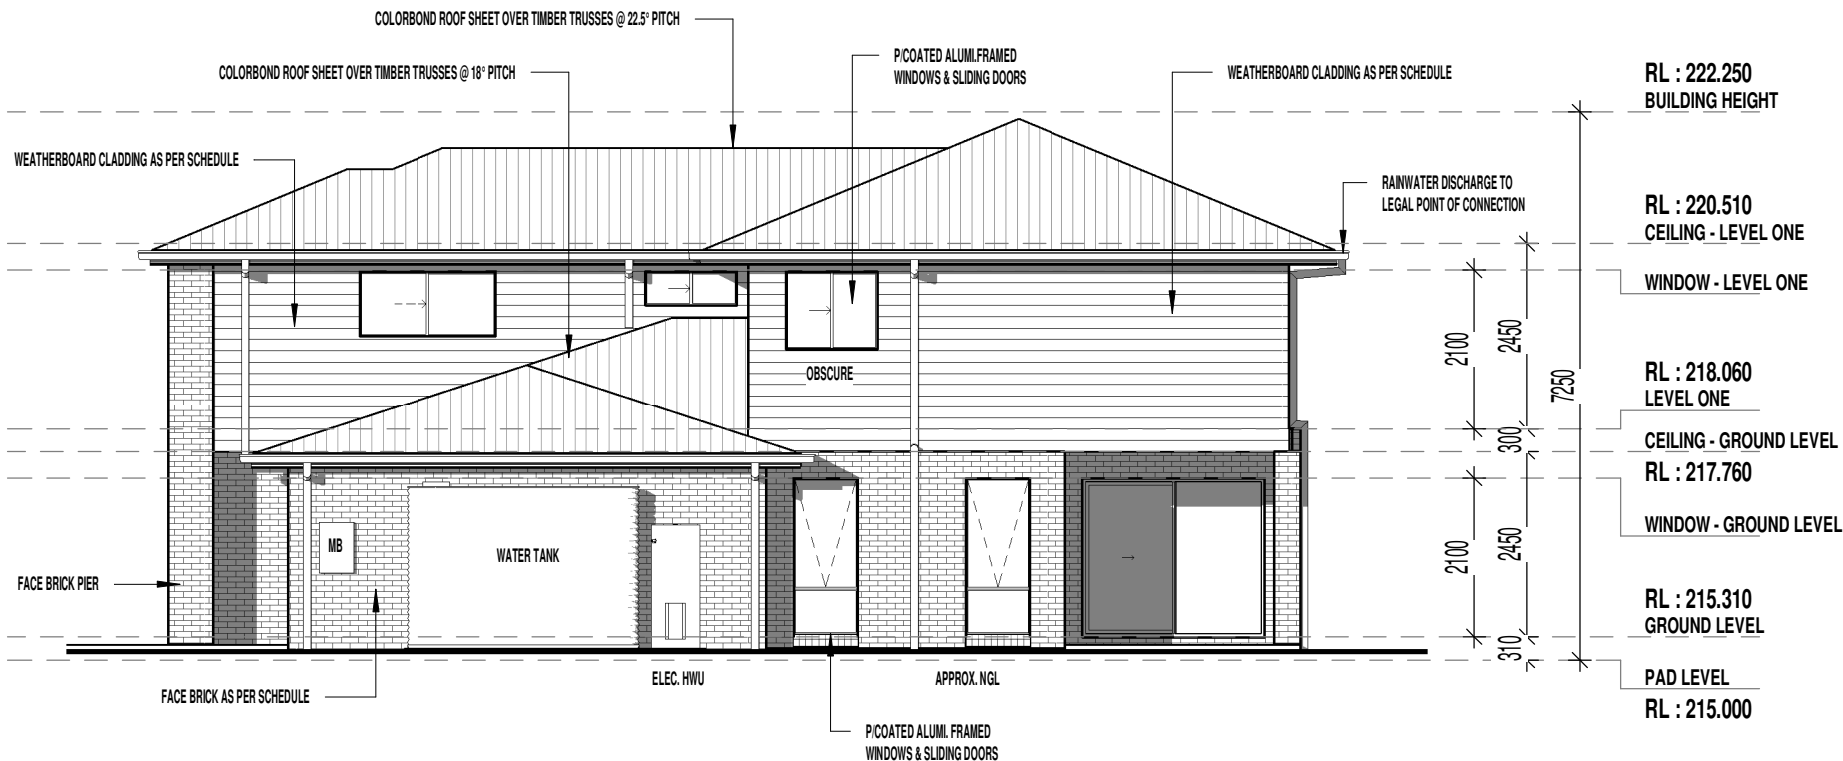 COLORBOND ROOF SHEET OVER TIMBER TRUSSES @ 22.5° PITCH
COLORBOND ROOF SHEET OVER TIMBER TRUSSES @ 18° PITCH
P/COATED ALUMI.FRAMED
WINDOWS & SLIDING DOORS
WEATHERBOARD CLADDING AS PER SCHEDULE
WEATHERBOARD CLADDING AS PER SCHEDULE
RAINWATER DISCHARGE TO
LEGAL POINT OF CONNECTION
OBSCURE
MB
WATER TANK
FACE BRICK PIER
FACE BRICK AS PER SCHEDULE
ELEC. HWU
APPROX. NGL
P/COATED ALUMI. FRAMED
WINDOWS & SLIDING DOORS
2100
2450
7250
300
2100
2450
310
RL : 222.250
BUILDING HEIGHT
RL : 220.510
CEILING - LEVEL ONE
WINDOW - LEVEL ONE
RL : 218.060
LEVEL ONE
CEILING - GROUND LEVEL
RL : 217.760
WINDOW - GROUND LEVEL
RL : 215.310
GROUND LEVEL
PAD LEVEL
RL : 215.000